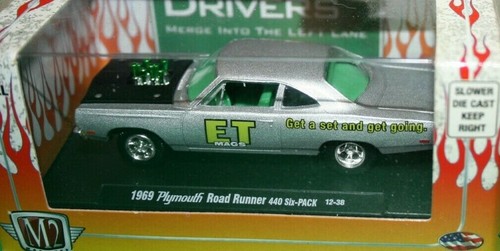 DRIVERS
MERGE INTO THE LEFT LANE
SLOWER
DIE CAST
KEEP
RIGHT
ET
MAGS
Get a set and get going.
1969 Plymouth Road Runner 440 Six-PACK 12-38
M2